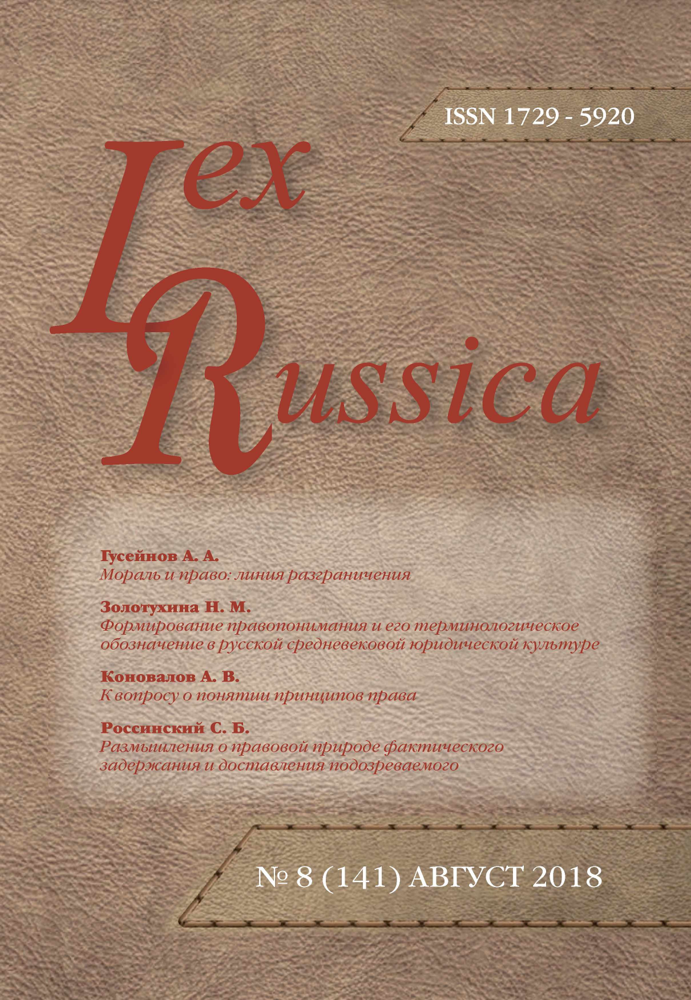 ISSN 1729 - 5920
Lex
Russica
Гусейнов А. А.
Мораль и право: линия разграничения
Золотухина Н. М.
Формирование правопонимания и его терминологическое
обозначение в русской средневековой юридической культуре
Коновалов А. В.
К вопросу о понятии принципов права
Россинский С. Б.
Размышления о правовой природе фактического
задержания и доставления подозреваемого
№ 8 (141) АВГУСТ 2018